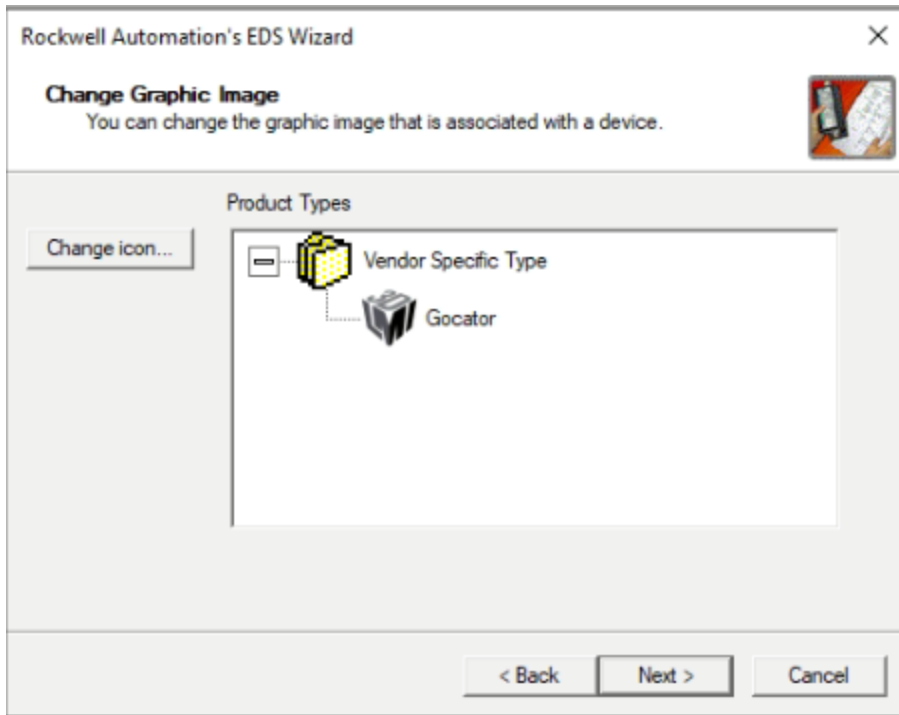 Rockwell Automation's EDS Wizard
Change Graphic Image
You can change the graphic image that is associated with a device.
Product Types
Change icon...
Vendor Specific Type
Gocator
< Back
Next >
Cancel